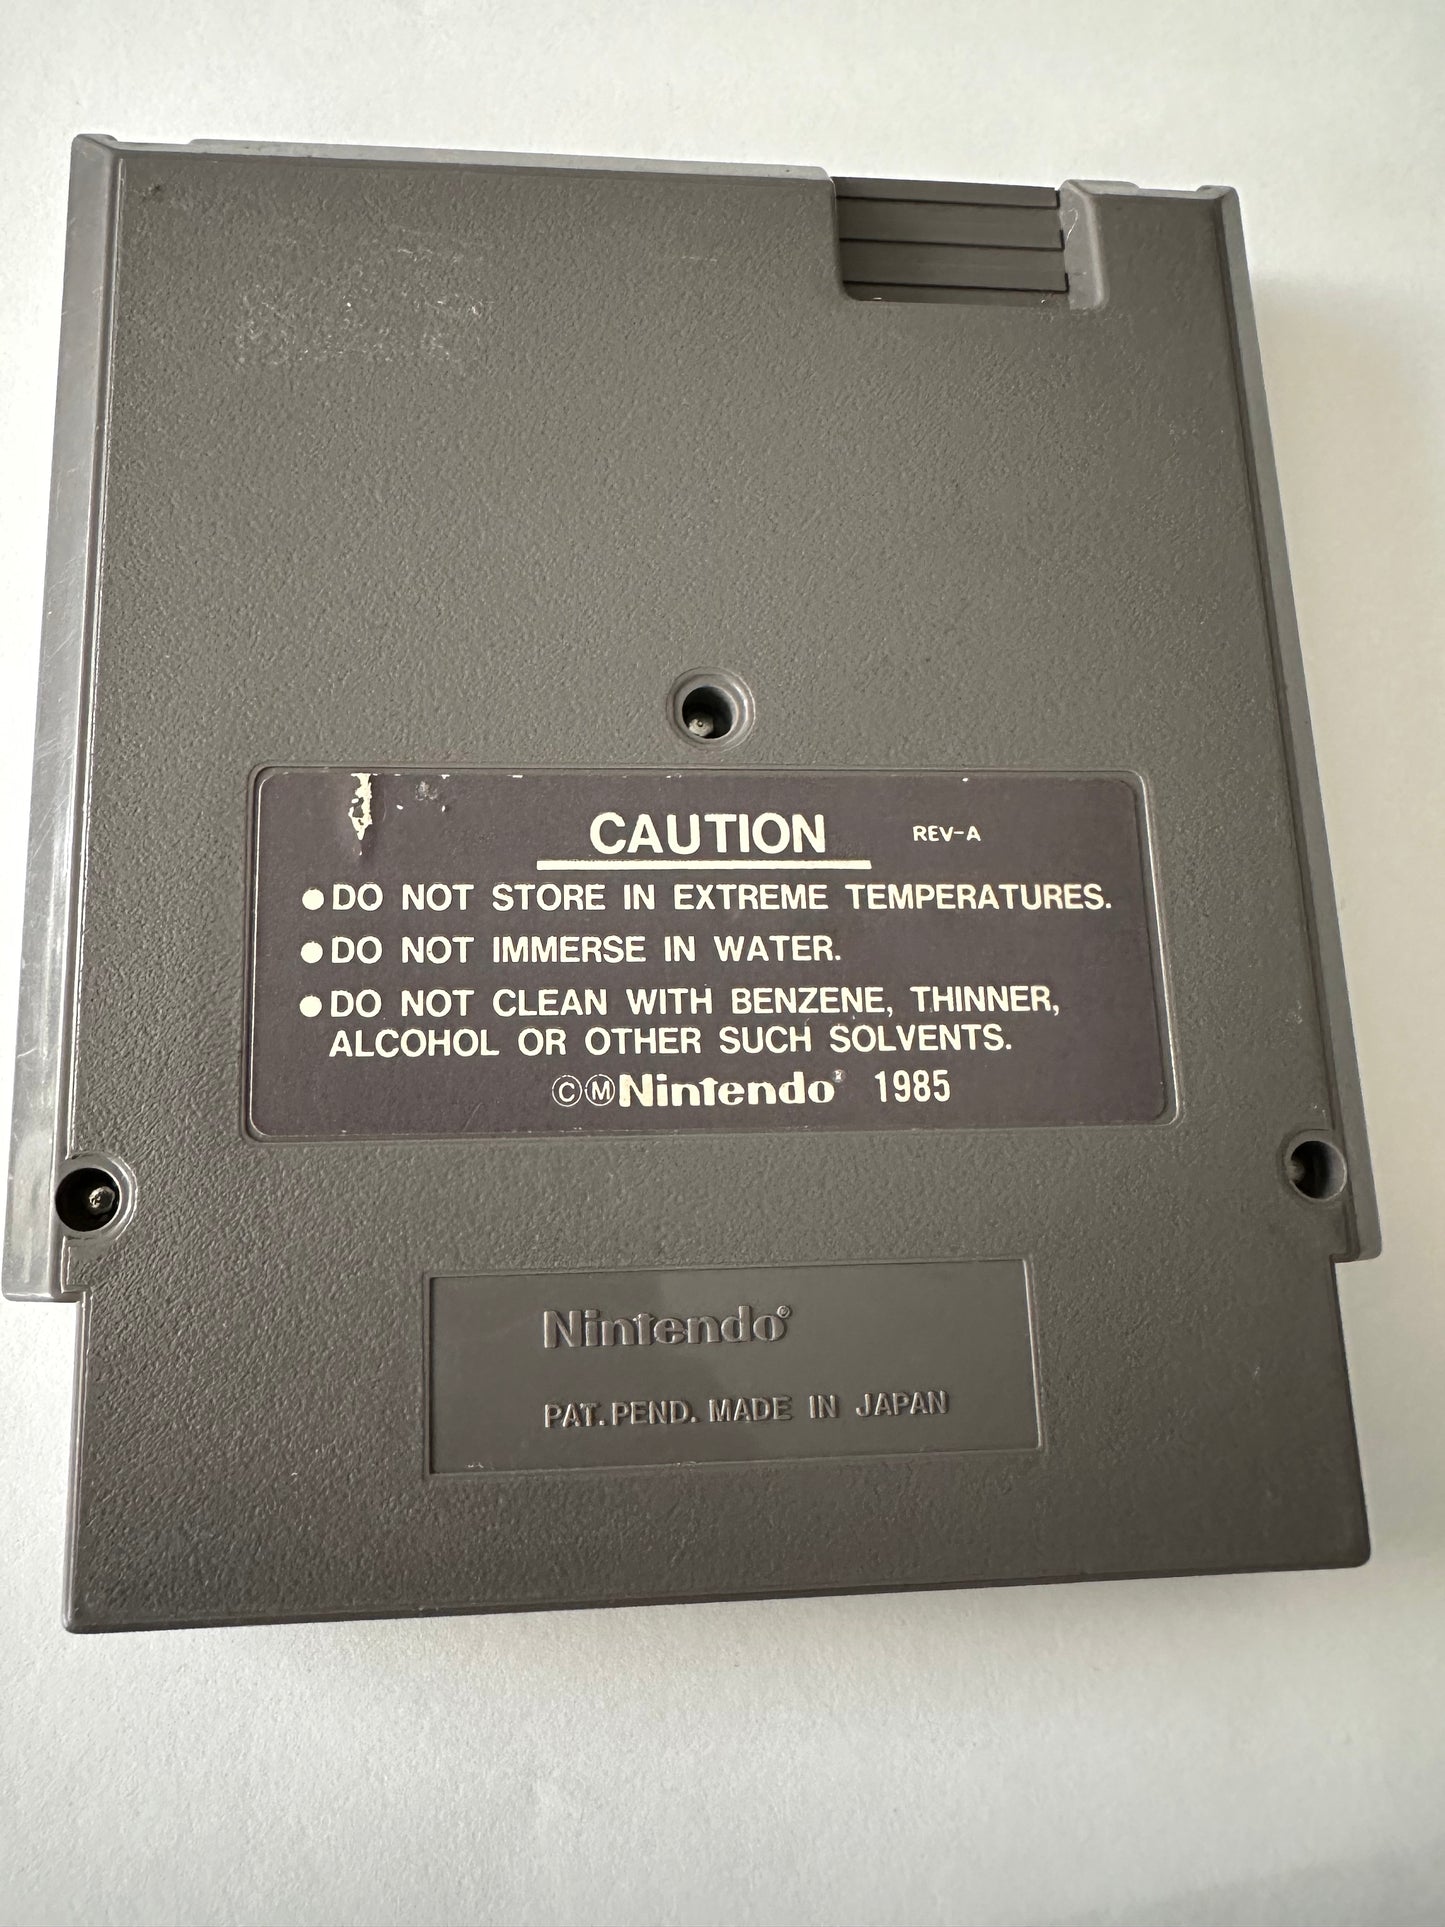 CAUTION REV-A
●DO NOT STORE IN EXTREME TEMPERATURES.
●DO NOT IMMERSE IN WATER.
●DO NOT CLEAN WITH BENZENE, THINNER,
ALCOHOL OR OTHER SUCH SOLVENTS.
©ⓂNintendo® 1985
Nintendo®
PAT. PEND. MADE IN JAPAN